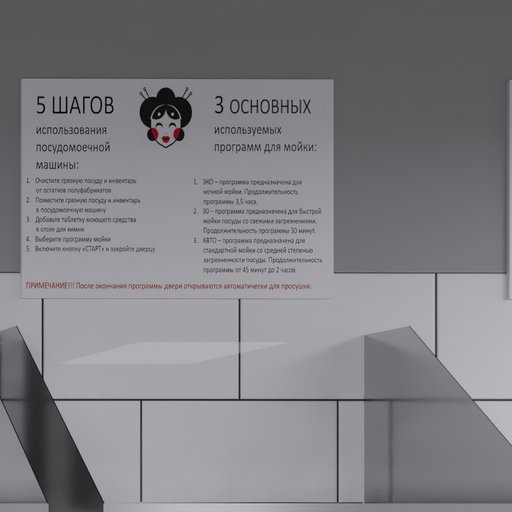 5 ШАГОВ
использования
посудомоечной
машины:
1. Очистите грязную посуду и инвентарь
от остатков полуфабрикатов
2. Поместите грязную посуду и инвентарь
в посудомоечную машину
3. Добавьте таблетку моющего средства
в отсек для химии
4. Выберите программу мойки
5. Включите кнопку «СТАРТ» и закройте дверцу
3 ОСНОВНЫХ
используемых
программ для мойки:
1. ЭКО – программа предназначена для
ночной мойки. Продолжительность
программы 3,5 часа.
2. 30 – программа предназначена для быстрой
мойки посуды со свежими загрязнениями.
Продолжительность программы 30 минут.
3. АВТО – программа предназначена для
стандартной мойки со средней степенью
загрязненности посуды. Продолжительность
программы от 45 минут до 2 часов
ПРИМЕЧАНИЕ!!! После окончания программы двери открываются автоматически для просушки.